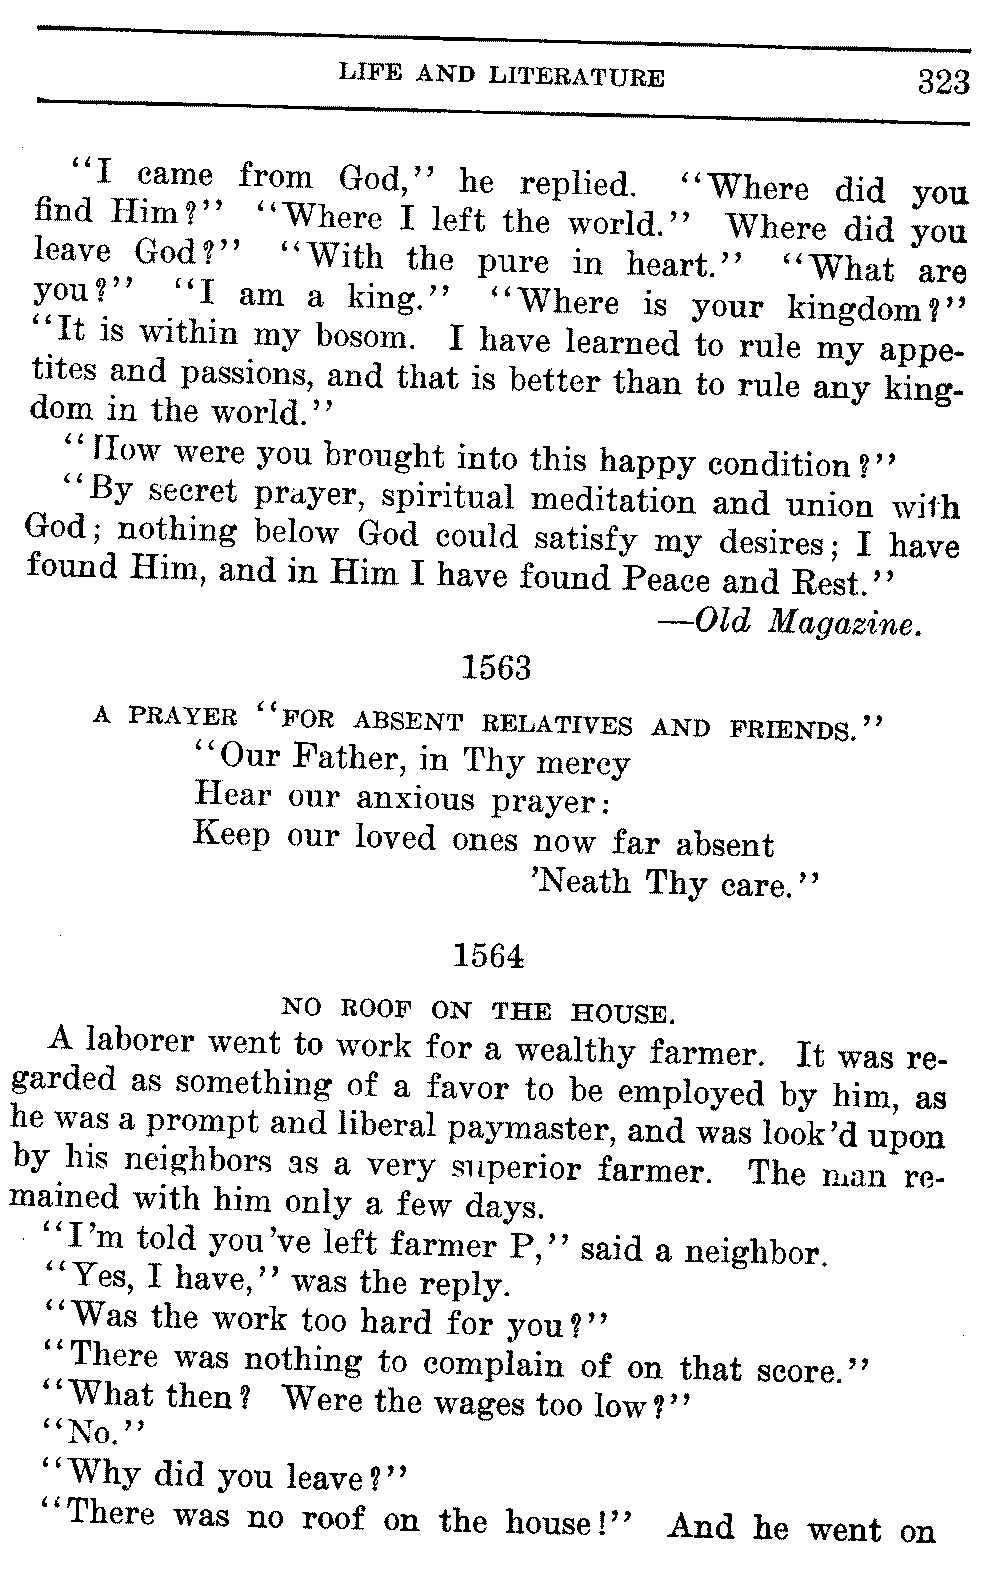 LIFE AND LITERATURE 323
"I came from God," he replied. "Where did you
find Him?" "Where I left the world." Where did you
leave God?" "With the pure in heart." "What are
you?" "I am a king." "Where is your kingdom?"
"It is within my bosom. I have learned to rule my appe-
tites and passions, and that is better than to rule any king-
dom in the world."
"How were you brought into this happy condition?"
"By secret prayer, spiritual meditation and union with
God; nothing below God could satisfy my desires; I have
found Him, and in Him I have found Peace and Rest."
—Old Magazine.
1563
A PRAYER "FOR ABSENT RELATIVES AND FRIENDS."
"Our Father, in Thy mercy
Hear our anxious prayer:
Keep our loved ones now far absent
'Neath Thy care."
1564
NO ROOF ON THE HOUSE.
A laborer went to work for a wealthy farmer. It was re-
garded as something of a favor to be employed by him, as
he was a prompt and liberal paymaster, and was look'd upon
by his neighbors as a very superior farmer. The man re-
mained with him only a few days.
"I'm told you've left farmer P," said a neighbor.
"Yes, I have," was the reply.
"Was the work too hard for you?"
"There was nothing to complain of on that score."
"What then? Were the wages too low?"
"No."
"Why did you leave?"
"There was no roof on the house!" And he went on